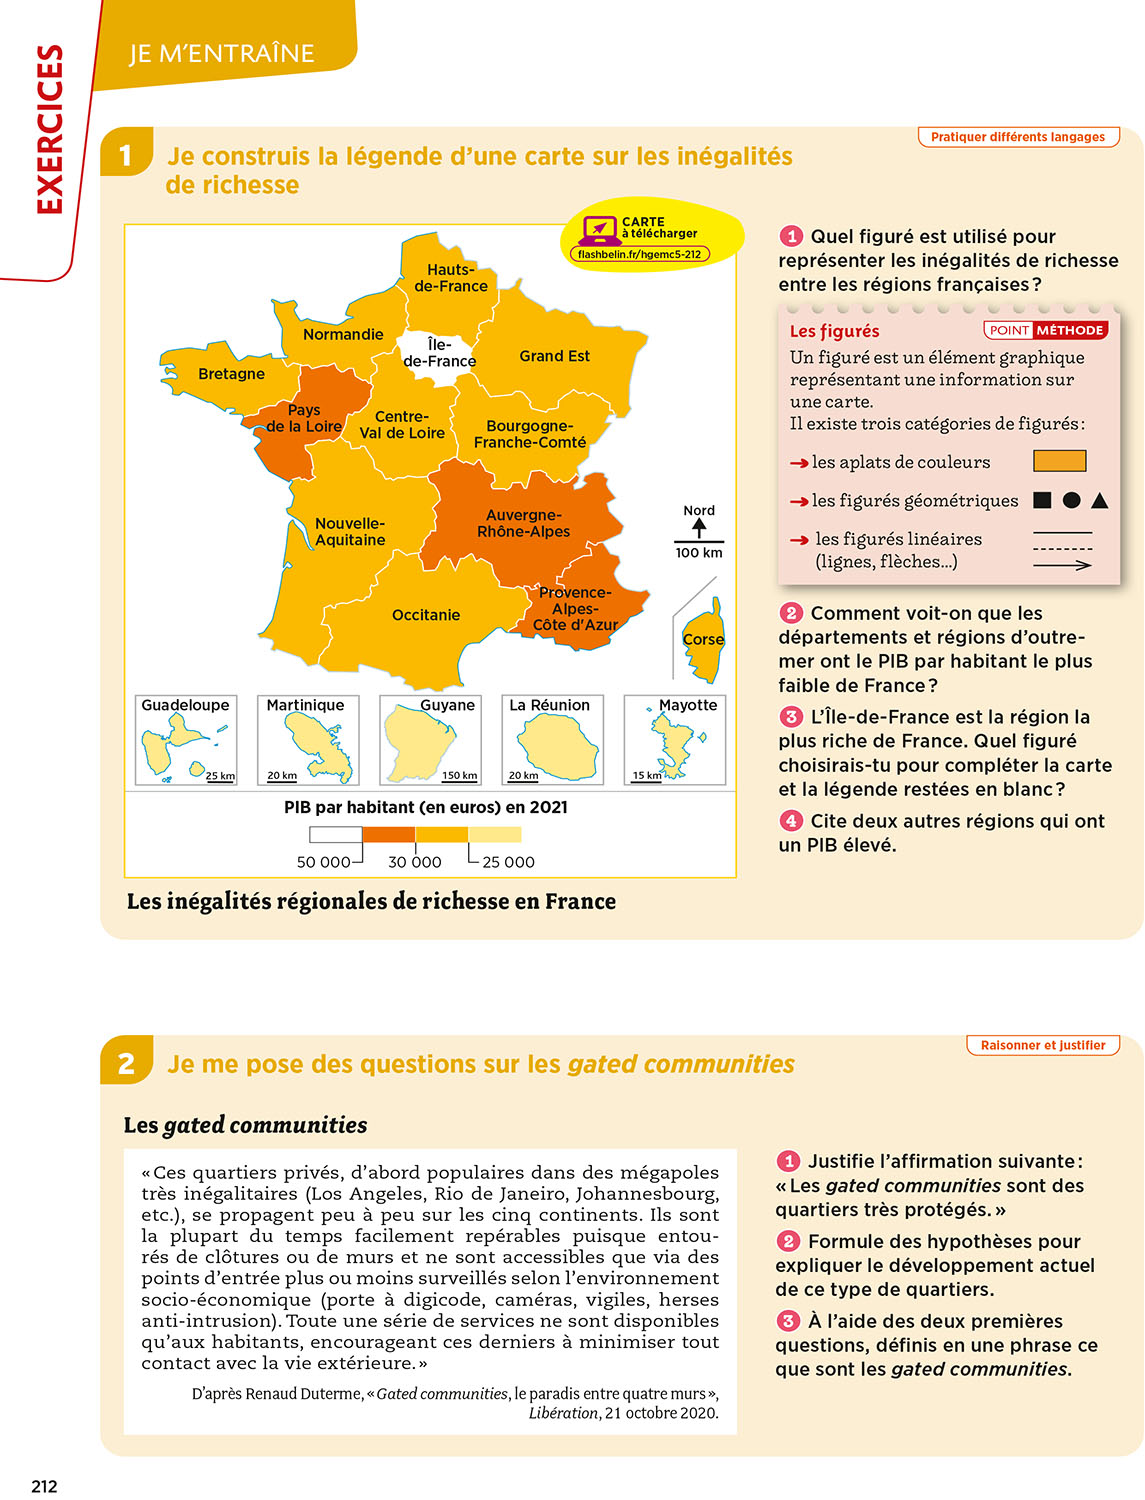 EXERCICES
JE M'ENTRAÎNE
Pratiquer différents langages
1 Je construis la légende d'une carte sur les inégalités
de richesse
CARTE
à télécharger
flashbelin.fr/hgemc5-212
Hauts-
de-France
Normandie
Île-
de-France
Grand Est
Bretagne
Pays
de la Loire
Centre-
Val de Loire
Bourgogne-
Franche-Comté
Nouvelle-
Aquitaine
Auvergne-
Rhône-Alpes
Nord
100 km
Occitanie
Provence-
Alpes-
Côte d'Azur
Corse
Guadeloupe
25 km
Martinique
20 km
Guyane
150 km
La Réunion
20 km
Mayotte
15 km
PIB par habitant (en euros) en 2021
50 000 30 000 25 000
Les inégalités régionales de richesse en France
1 Quel figuré est utilisé pour
représenter les inégalités de richesse
entre les régions françaises ?
Les figurés POINT MÉTHODE
Un figuré est un élément graphique
représentant une information sur
une carte.
Il existe trois catégories de figurés :
→ les aplats de couleurs
→ les figurés géométriques
→ les figurés linéaires
(lignes, flèches...)
2 Comment voit-on que les
départements et régions d'outre-
mer ont le PIB par habitant le plus
faible de France ?
3 L'Île-de-France est la région la
plus riche de France. Quel figuré
choisirais-tu pour compléter la carte
et la légende restées en blanc ?
4 Cite deux autres régions qui ont
un PIB élevé.
Raisonner et justifier
2 Je me pose des questions sur les gated communities
Les gated communities
« Ces quartiers privés, d'abord populaires dans des mégapoles
très inégalitaires (Los Angeles, Rio de Janeiro, Johannesbourg,
etc.), se propagent peu à peu sur les cinq continents. Ils sont
la plupart du temps facilement repérables puisque entou-
rés de clôtures ou de murs et ne sont accessibles que via des
points d'entrée plus ou moins surveillés selon l'environnement
socio-économique (porte à digicode, caméras, vigiles, herses
anti-intrusion). Toute une série de services ne sont disponibles
qu'aux habitants, encourageant ces derniers à minimiser tout
contact avec la vie extérieure. »
D'après Renaud Duterme, « Gated communities, le paradis entre quatre murs »,
Libération, 21 octobre 2020.
1 Justifie l'affirmation suivante :
« Les gated communities sont des
quartiers très protégés. »
2 Formule des hypothèses pour
expliquer le développement actuel
de ce type de quartiers.
3 À l'aide des deux premières
questions, définis en une phrase ce
que sont les gated communities.
212